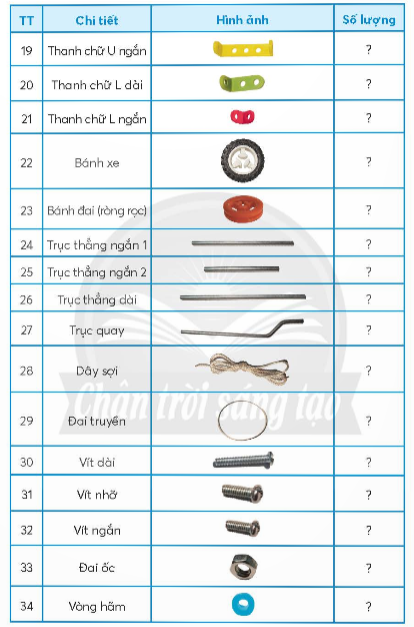 TT Chi tiết Hình ảnh Số lượng
19 Thanh chữ U ngắn ?
20 Thanh chữ L dài ?
21 Thanh chữ L ngắn ?
22 Bánh xe ?
23 Bánh đai (ròng rọc) ?
24 Trục thẳng ngắn 1 ?
25 Trục thẳng ngắn 2 ?
26 Trục thẳng dài ?
27 Trục quay ?
28 Dây sợi ?
Chân trời sáng tạo
29 Đai truyền ?
30 Vít dài ?
31 Vít nhỡ ?
32 Vít ngắn ?
33 Đai ốc ?
34 Vòng hãm ?